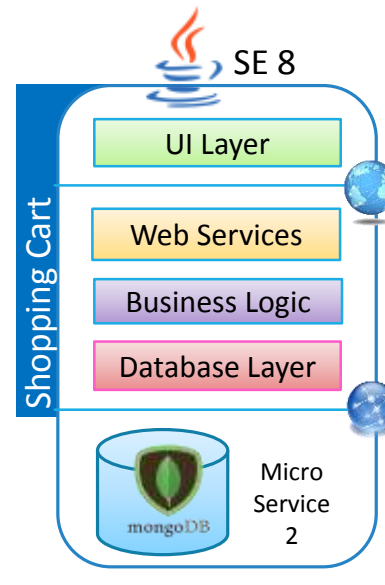 SE 8
UI Layer
Shopping Cart
Web Services
Business Logic
Database Layer
mongoDB
Micro
Service
2